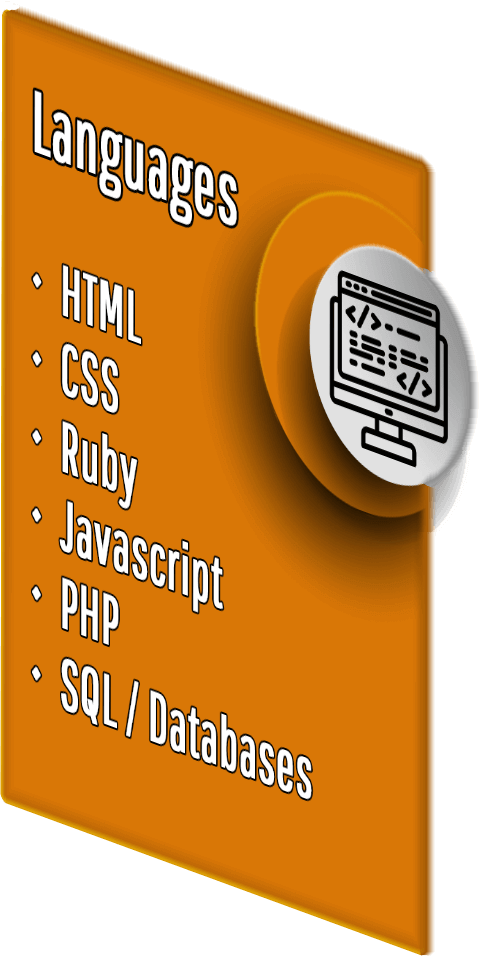 Languages
• HTML
• CSS
• Ruby
• Javascript
• PHP
• SQL / Databases